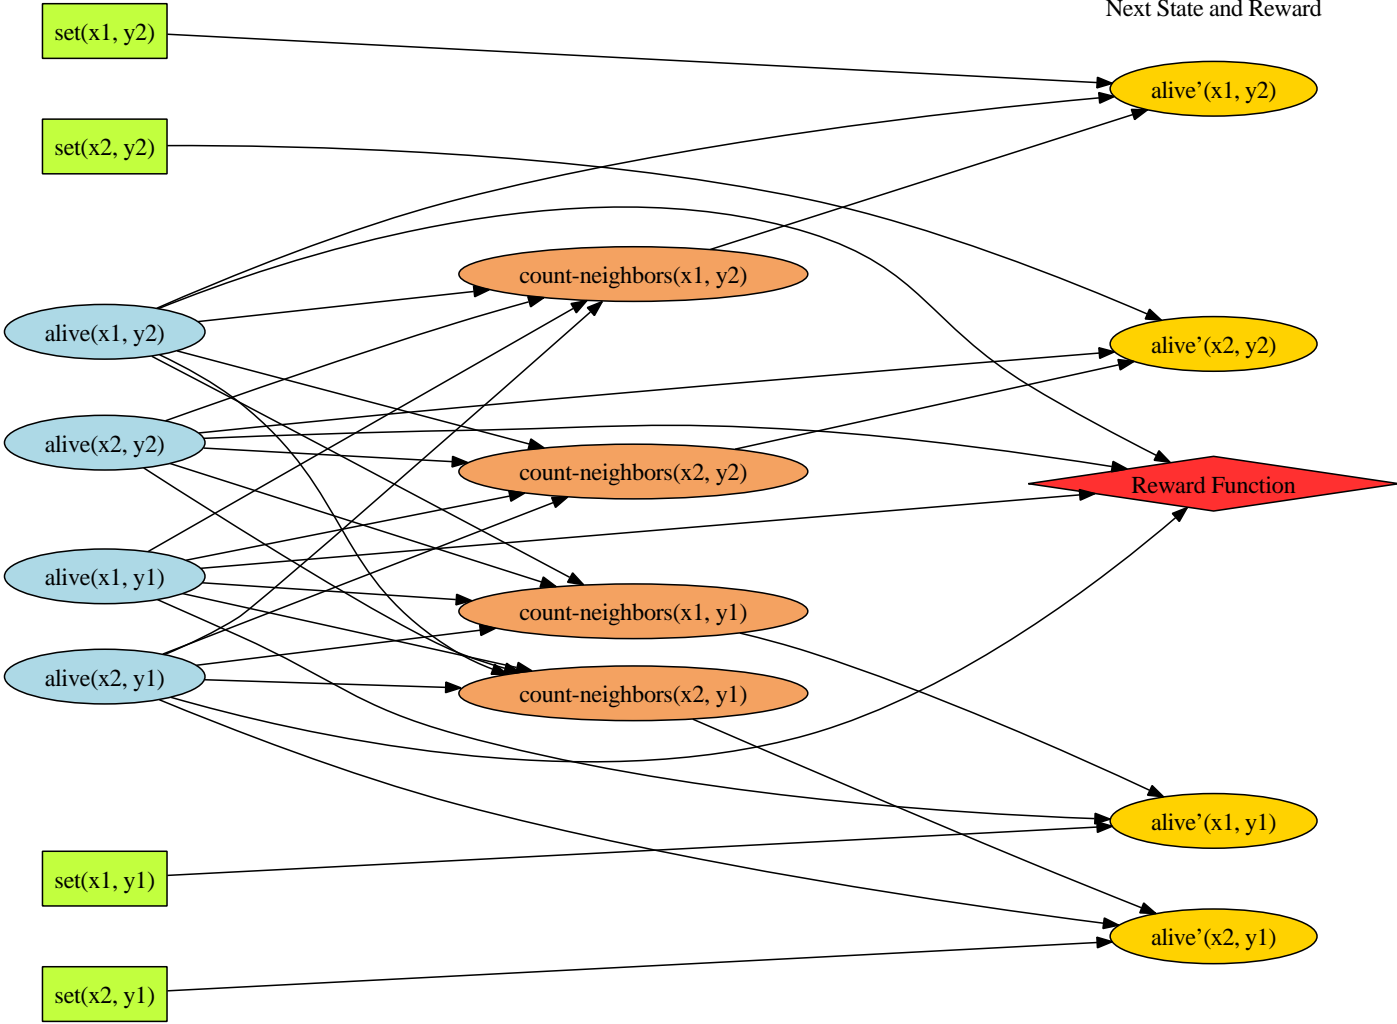 Next State and Reward
set(x1, y2)
alive’(x1, y2)
set(x2, y2)
count-neighbors(x1, y2)
alive(x1, y2)
alive’(x2, y2)
alive(x2, y2)
count-neighbors(x2, y2)
Reward Function
alive(x1, y1)
count-neighbors(x1, y1)
alive(x2, y1)
count-neighbors(x2, y1)
alive’(x1, y1)
set(x1, y1)
alive’(x2, y1)
set(x2, y1)